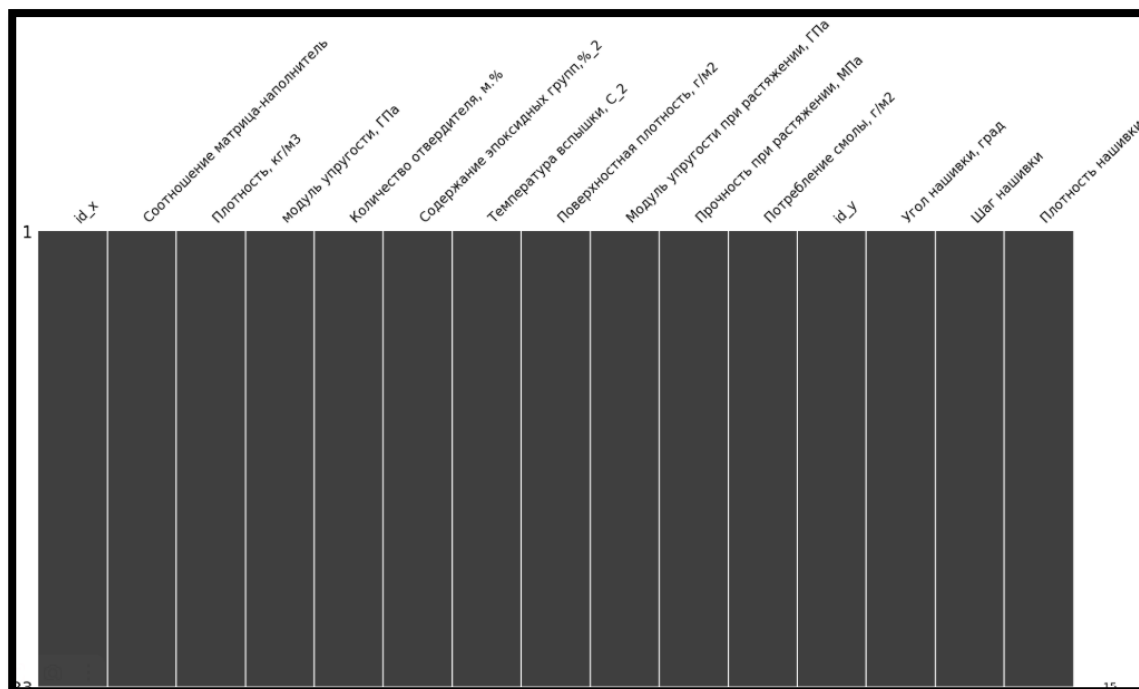 id_x
Соотношение матрица-наполнитель
Плотность, кг/м3
модуль упругости, ГПа
Количество отвердителя, м.%
Содержание эпоксидных групп,%_2
Температура вспышки, С_2
Поверхностная плотность, г/м2
Модуль упругости при растяжении, ГПа
Прочность при растяжении, МПа
Потребление смолы, г/м2
id_y
Угол нашивки, град
Шаг нашивки
Плотность нашивки
1
15